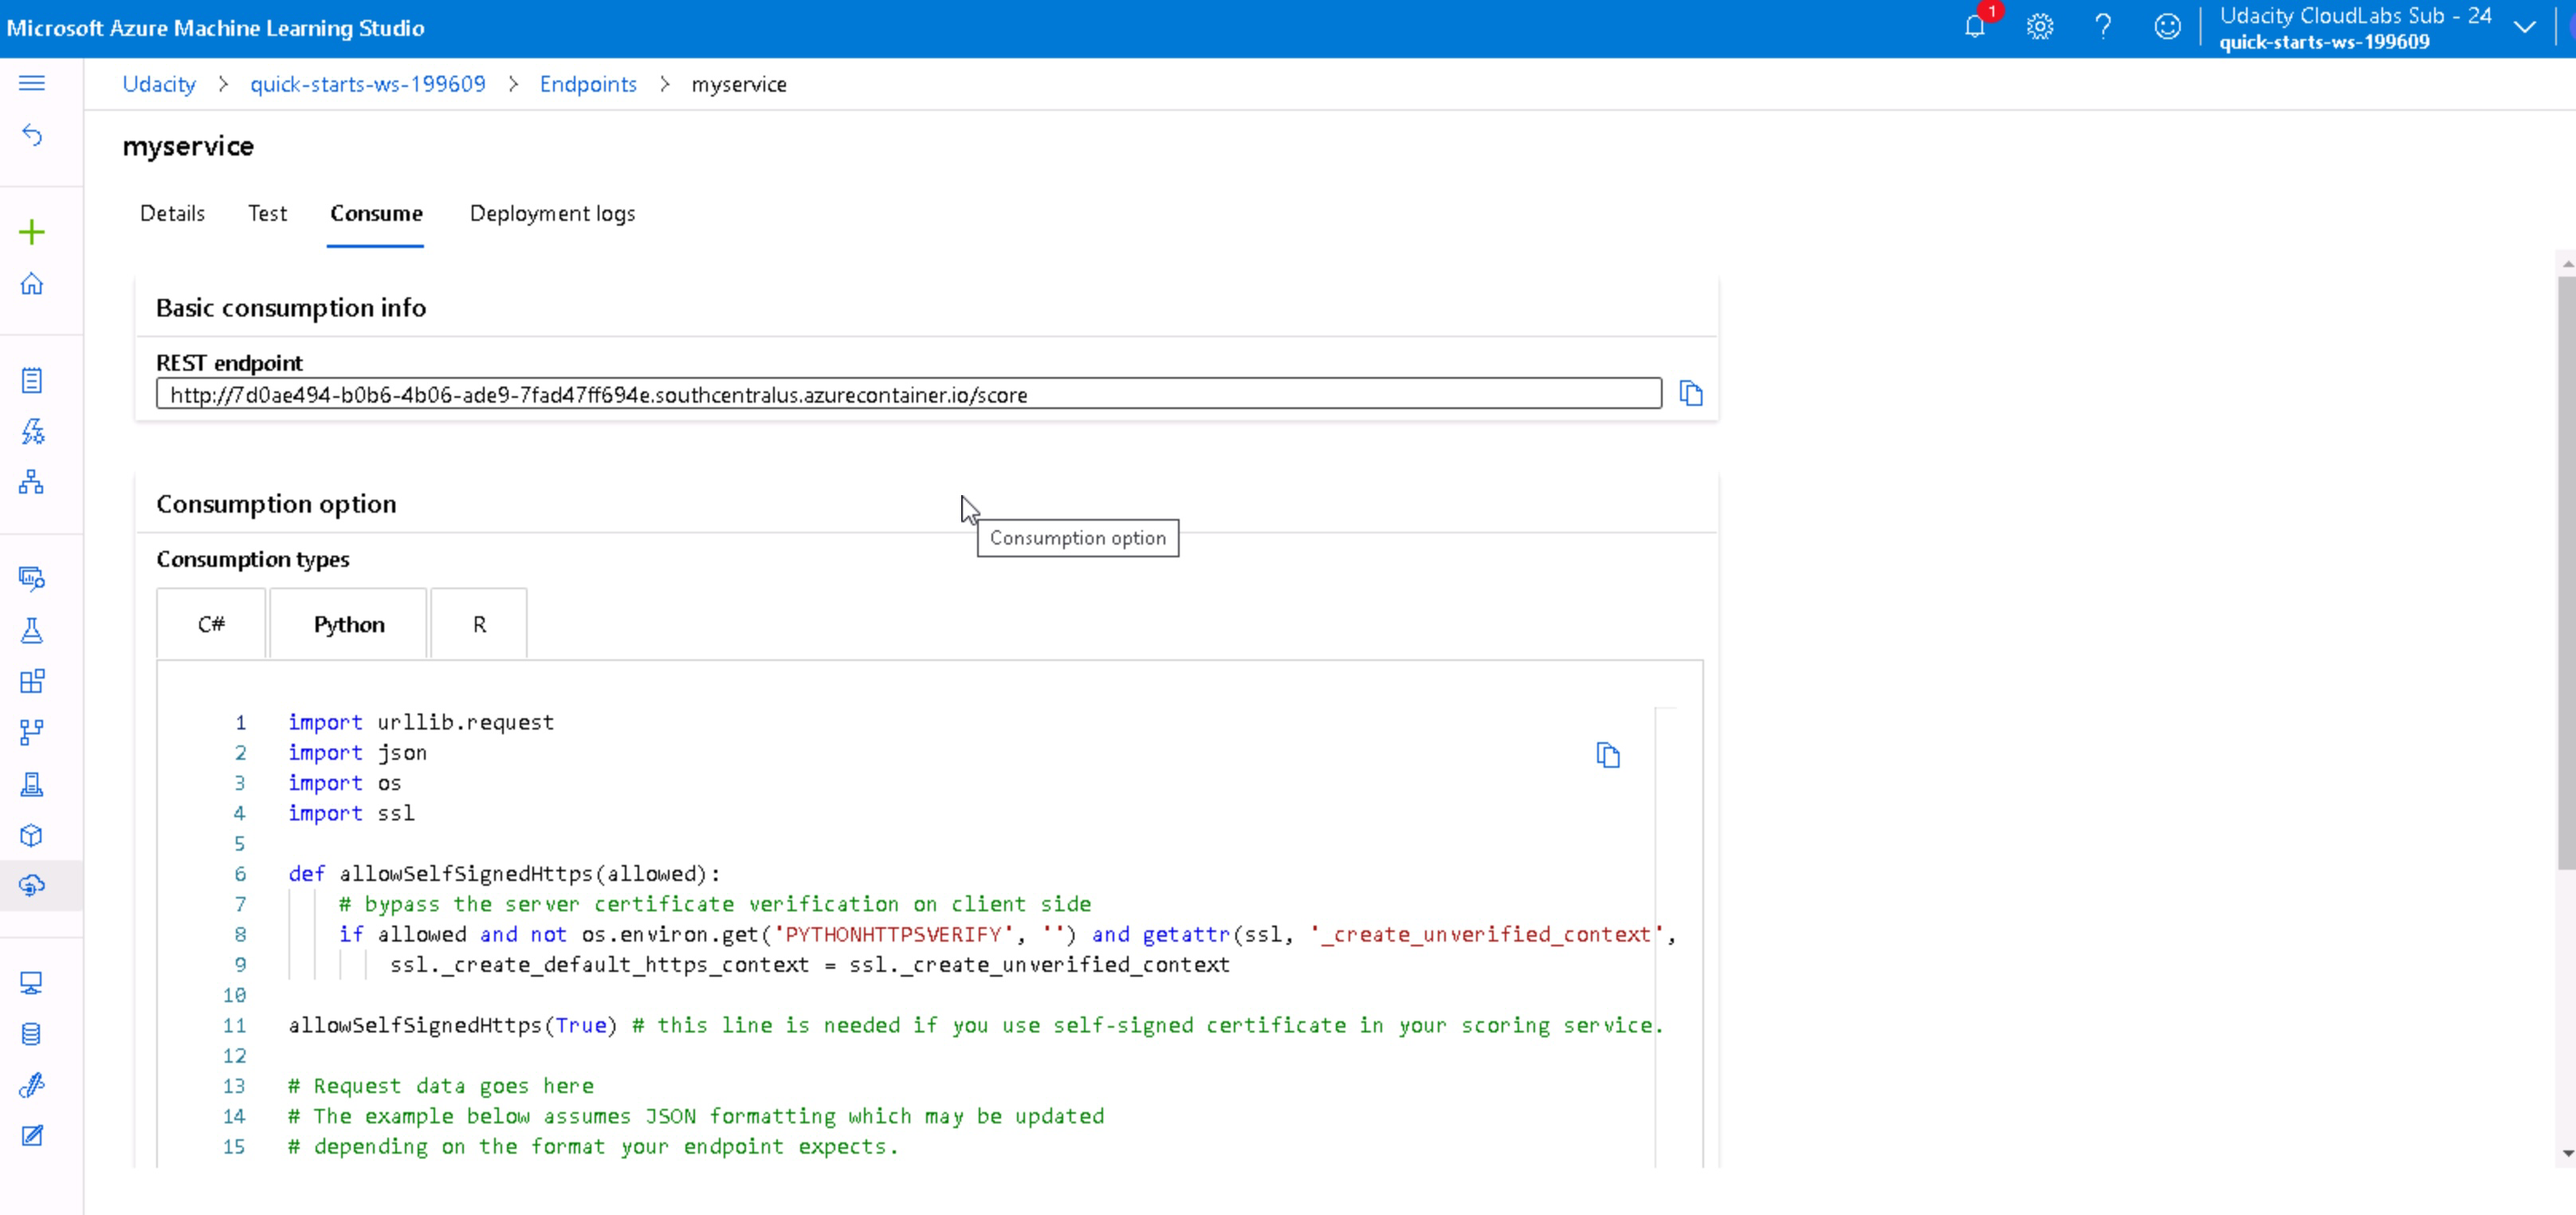 Microsoft Azure Machine Learning Studio
1
Udacity CloudLabs Sub - 24
quick-starts-ws-199609
Udacity > quick-starts-ws-199609 > Endpoints > myservice
myservice
Details Test Consume Deployment logs
Basic consumption info
REST endpoint
http://7d0ae494-b0b6-4b06-ade9-7fad47ff694e.southcentralus.azurecontainer.io/score
Consumption option
Consumption option
Consumption types
C# Python R
1 import urllib.request
2 import json
3 import os
4 import ssl
5
6 def allowSelfSignedHttps(allowed):
7 # bypass the server certificate verification on client side
8 if allowed and not os.environ.get('PYTHONHTTPSVERIFY', '') and getattr(ssl, '_create_unverified_context',
9 ssl._create_default_https_context = ssl._create_unverified_context
10
11 allowSelfSignedHttps(True) # this line is needed if you use self-signed certificate in your scoring service.
12
13 # Request data goes here
14 # The example below assumes JSON formatting which may be updated
15 # depending on the format your endpoint expects.